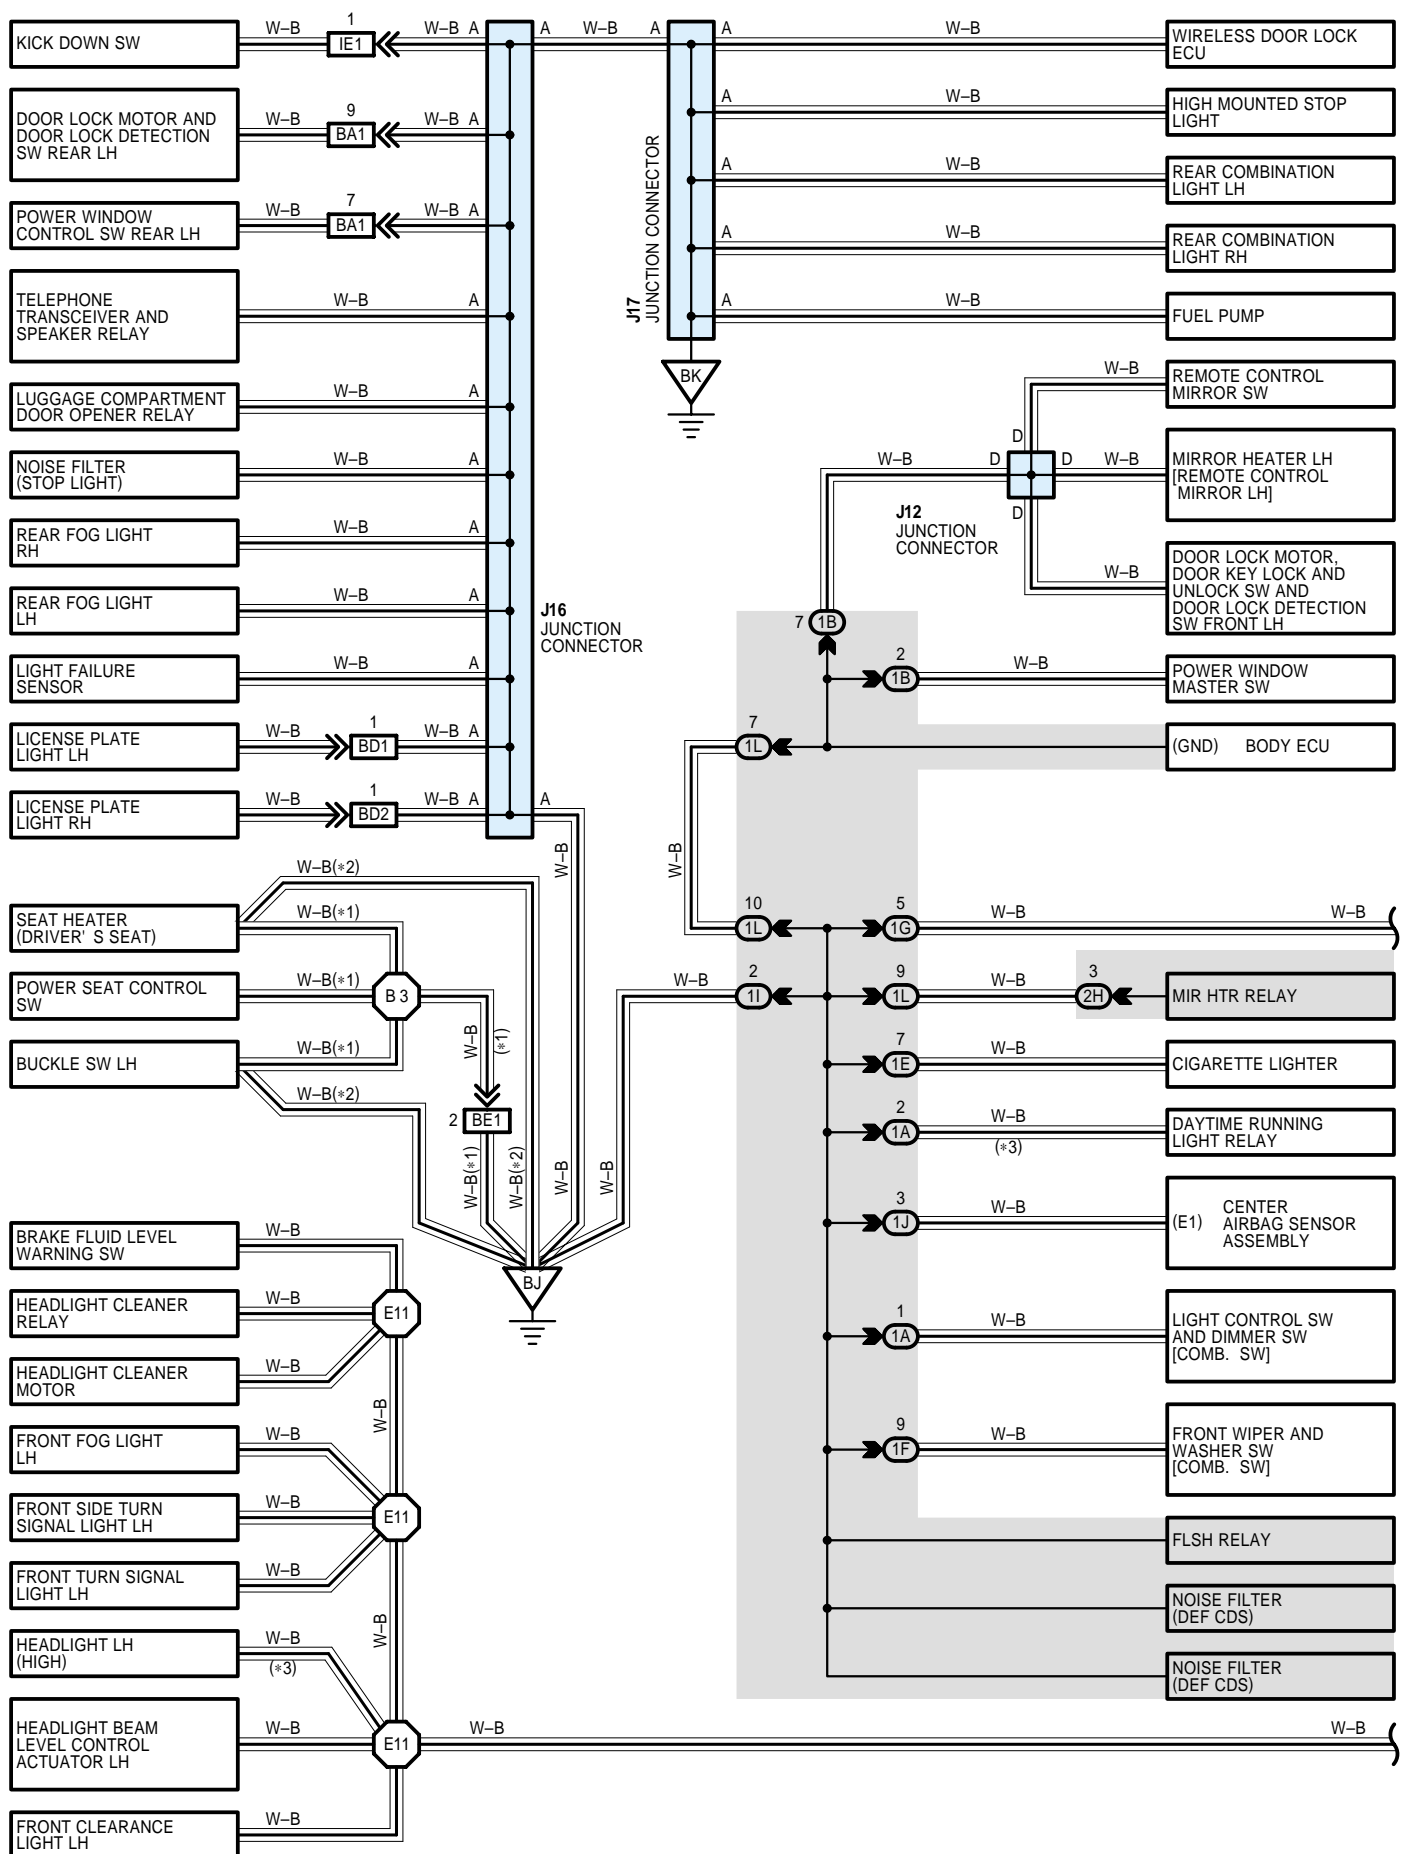 KICK DOWN SW
W–B
1
IE1
W–B A
A
W–B
A
A
W–B
WIRELESS DOOR LOCK
ECU
DOOR LOCK MOTOR AND
DOOR LOCK DETECTION
SW REAR LH
W–B
9
BA1
W–B A
A
W–B
HIGH MOUNTED STOP
LIGHT
POWER WINDOW
CONTROL SW REAR LH
W–B
7
BA1
W–B A
A
W–B
REAR COMBINATION
LIGHT LH
A
W–B
REAR COMBINATION
LIGHT RH
TELEPHONE
TRANSCEIVER AND
SPEAKER RELAY
W–B
A
J17
JUNCTION CONNECTOR
A
W–B
FUEL PUMP
BK
LUGGAGE COMPARTMENT
DOOR OPENER RELAY
W–B
A
W–B
REMOTE CONTROL
MIRROR SW
NOISE FILTER
(STOP LIGHT)
W–B
A
W–B
D
D
D
D
W–B
MIRROR HEATER LH
[REMOTE CONTROL
MIRROR LH]
J12
JUNCTION
CONNECTOR
REAR FOG LIGHT
RH
W–B
A
W–B
DOOR LOCK MOTOR,
DOOR KEY LOCK AND
UNLOCK SW AND
DOOR LOCK DETECTION
SW FRONT LH
REAR FOG LIGHT
LH
W–B
A
J16
JUNCTION
CONNECTOR
7
1B
LIGHT FAILURE
SENSOR
W–B
A
2
1B
W–B
POWER WINDOW
MASTER SW
LICENSE PLATE
LIGHT LH
W–B
1
BD1
W–B A
7
1L
(GND) BODY ECU
LICENSE PLATE
LIGHT RH
W–B
1
BD2
W–B A
A
W–B
W–B
W–B(∗2)
SEAT HEATER
(DRIVER' S SEAT)
W–B(∗1)
10
1L
5
1G
W–B
W–B
POWER SEAT CONTROL
SW
W–B(∗1)
B 3
W–B
2
1I
9
1L
W–B
3
2H
MIR HTR RELAY
BUCKLE SW LH
W–B(∗1)
W–B
(∗1)
7
1E
W–B
CIGARETTE LIGHTER
W–B(∗2)
2
BE1
2
1A
W–B
(∗3)
DAYTIME RUNNING
LIGHT RELAY
W–B(∗1)
W–B(∗2)
W–B
W–B
3
1J
W–B
(E1)
CENTER
AIRBAG SENSOR
ASSEMBLY
BRAKE FLUID LEVEL
WARNING SW
W–B
BJ
HEADLIGHT CLEANER
RELAY
W–B
E11
1
1A
W–B
LIGHT CONTROL SW
AND DIMMER SW
[COMB. SW]
HEADLIGHT CLEANER
MOTOR
W–B
W–B
FRONT FOG LIGHT
LH
W–B
9
1F
W–B
FRONT WIPER AND
WASHER SW
[COMB. SW]
FRONT SIDE TURN
SIGNAL LIGHT LH
W–B
E11
FLSH RELAY
FRONT TURN SIGNAL
LIGHT LH
W–B
NOISE FILTER
(DEF CDS)
HEADLIGHT LH
(HIGH)
W–B
(∗3)
W–B
NOISE FILTER
(DEF CDS)
HEADLIGHT BEAM
LEVEL CONTROL
ACTUATOR LH
W–B
E11
W–B
W–B
FRONT CLEARANCE
LIGHT LH
W–B